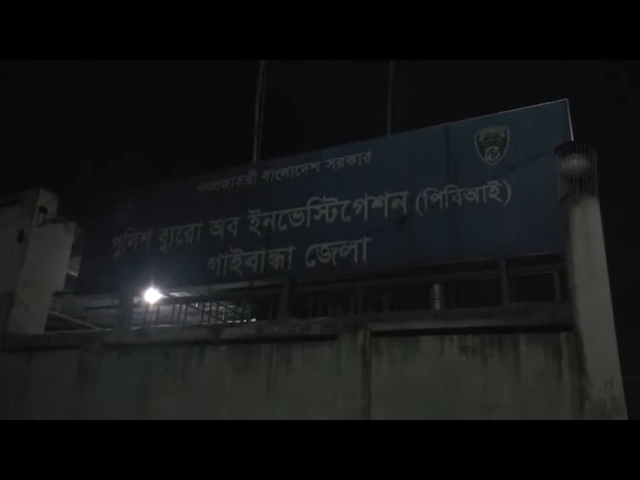 গণপ্রজাতন্ত্রী বাংলাদেশ সরকার
পুলিশ ব্যুরো অব ইনভেস্টিগেশন (পিবিআই)
গাইবান্ধা জেলা